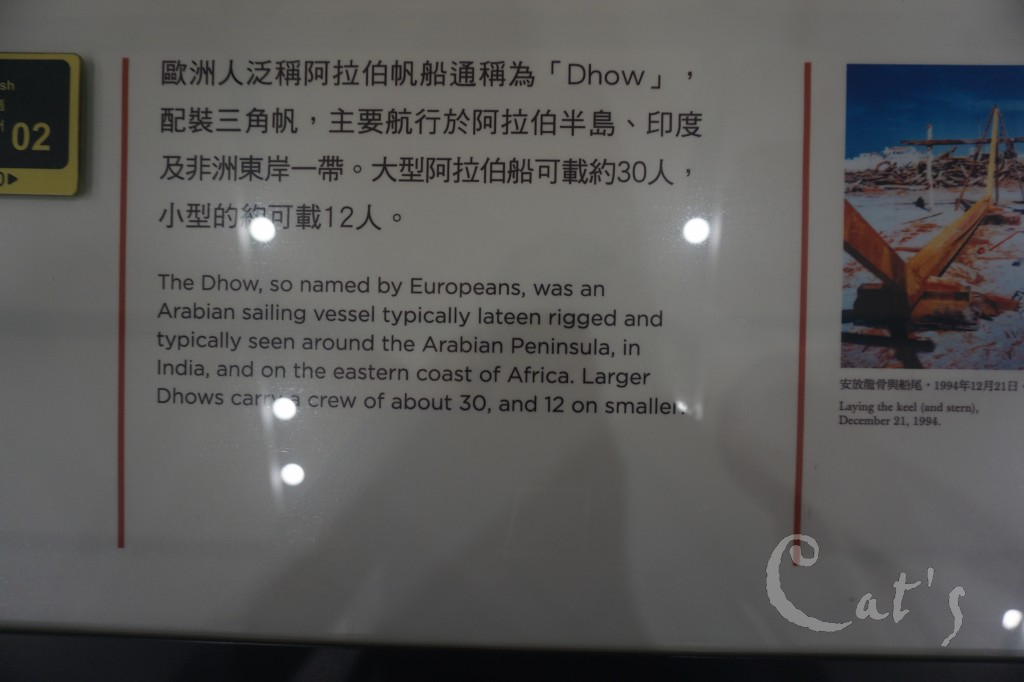 02
歐洲人泛稱阿拉伯帆船通稱為「Dhow」，
配裝三角帆，主要航行於阿拉伯半島、印度
及非洲東岸一帶。大型阿拉伯船可載約30人，
小型的約可載12人。
The Dhow, so named by Europeans, was an
Arabian sailing vessel typically lateen rigged and
typically seen around the Arabian Peninsula, in
India, and on the eastern coast of Africa. Larger
Dhows carry a crew of about 30, and 12 on smaller.
安放龍骨與船尾，1994年12月21日。
Laying the keel (and stern),
December 21, 1994.
Cat's